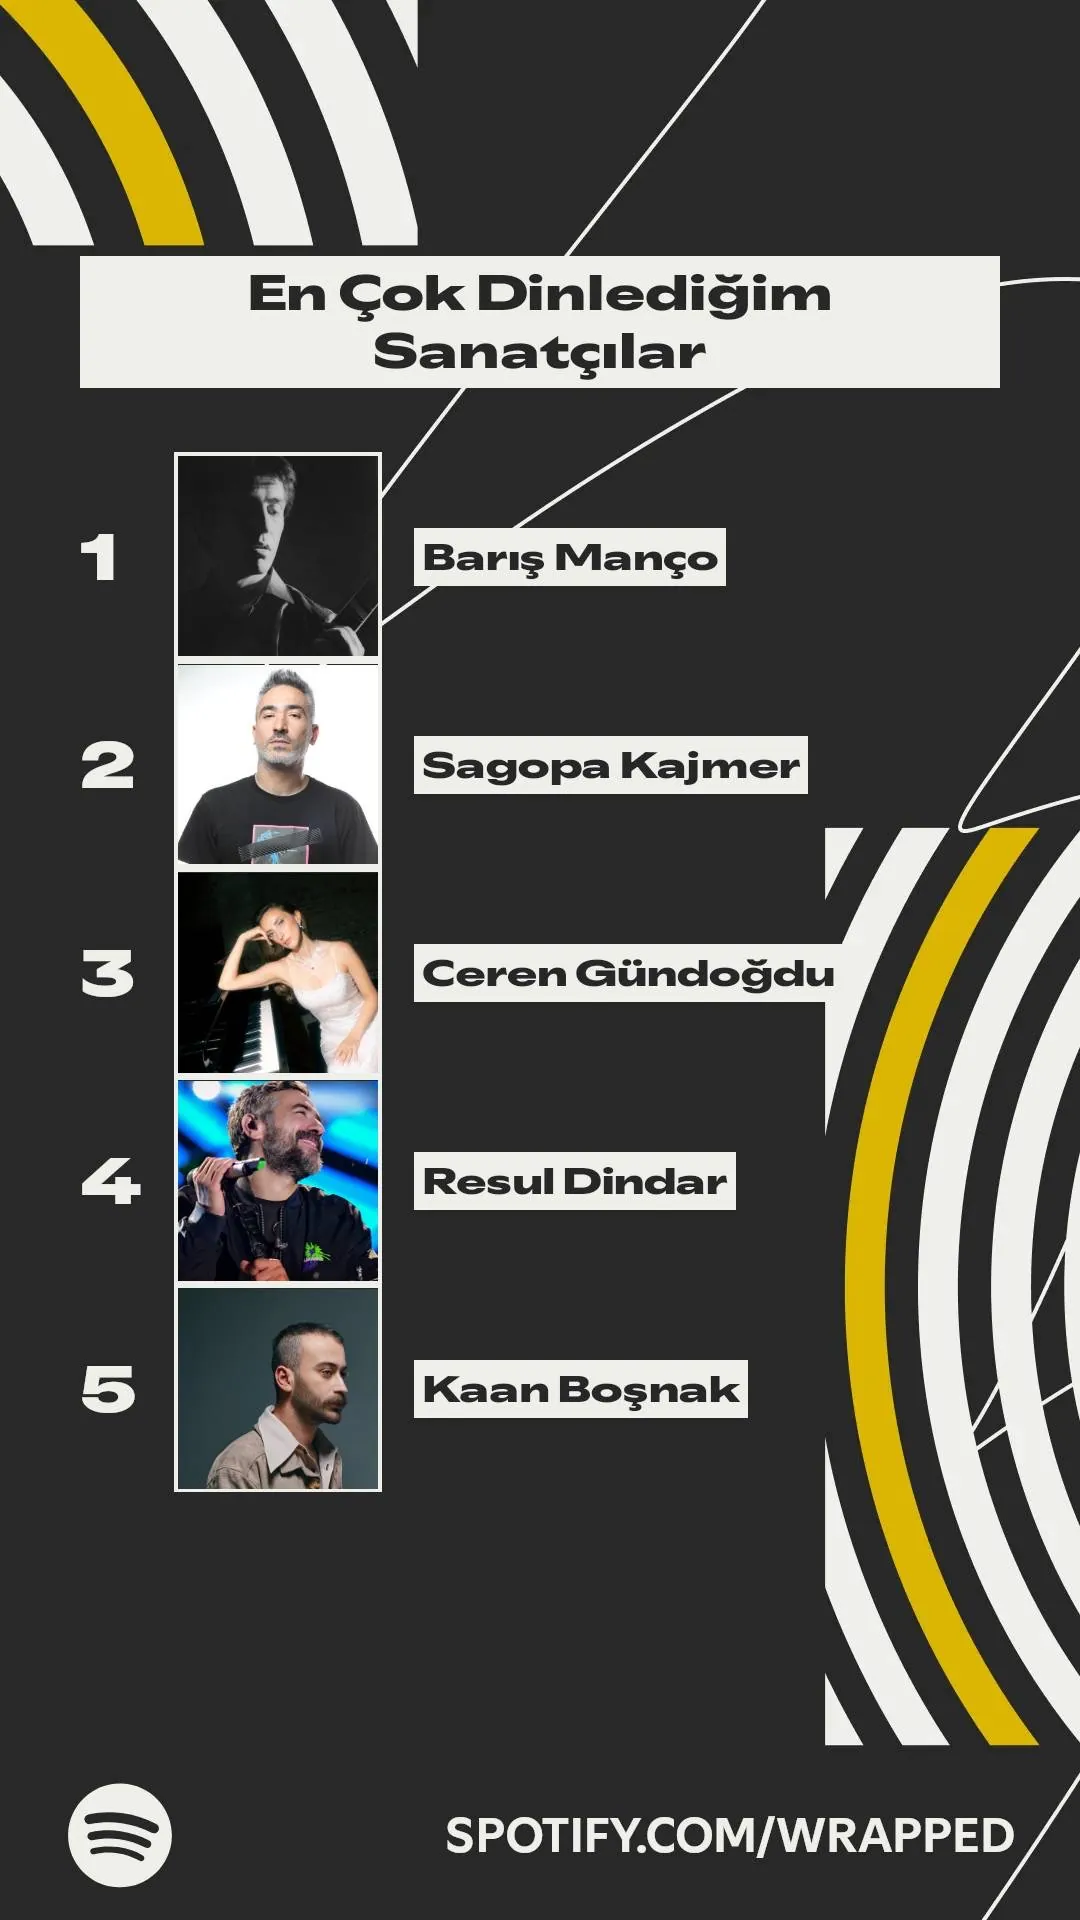 En Çok Dinlediğim
Sanatçılar
1
Barış Manço
2
Sagopa Kajmer
3
Ceren Gündoğdu
4
Resul Dindar
5
Kaan Boşnak
SPOTIFY.COM/WRAPPED